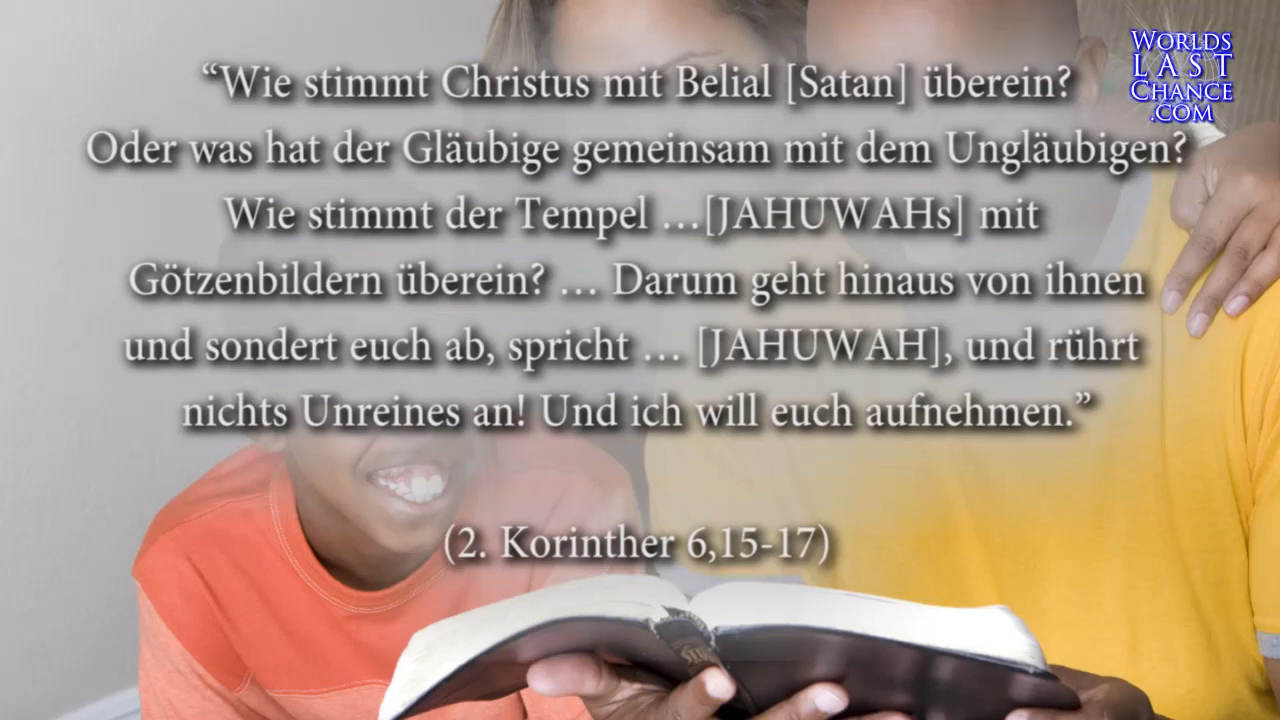 “Wie stimmt Christus mit Belial [Satan] überein?
Oder was hat der Gläubige gemeinsam mit dem Ungläubigen?
Wie stimmt der Tempel …[JAHUWAHs] mit
Götzenbildern überein? … Darum geht hinaus von ihnen
und sondert euch ab, spricht … [JAHUWAH], und rührt
nichts Unreines an! Und ich will euch aufnehmen.”
(2. Korinther 6,15-17)
WORLDS
LAST
CHANCE
.COM